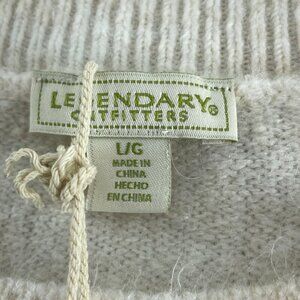 LEGENDARY®
OUTFITTERS
L/G
MADE IN
CHINA
HECHO
EN CHINA